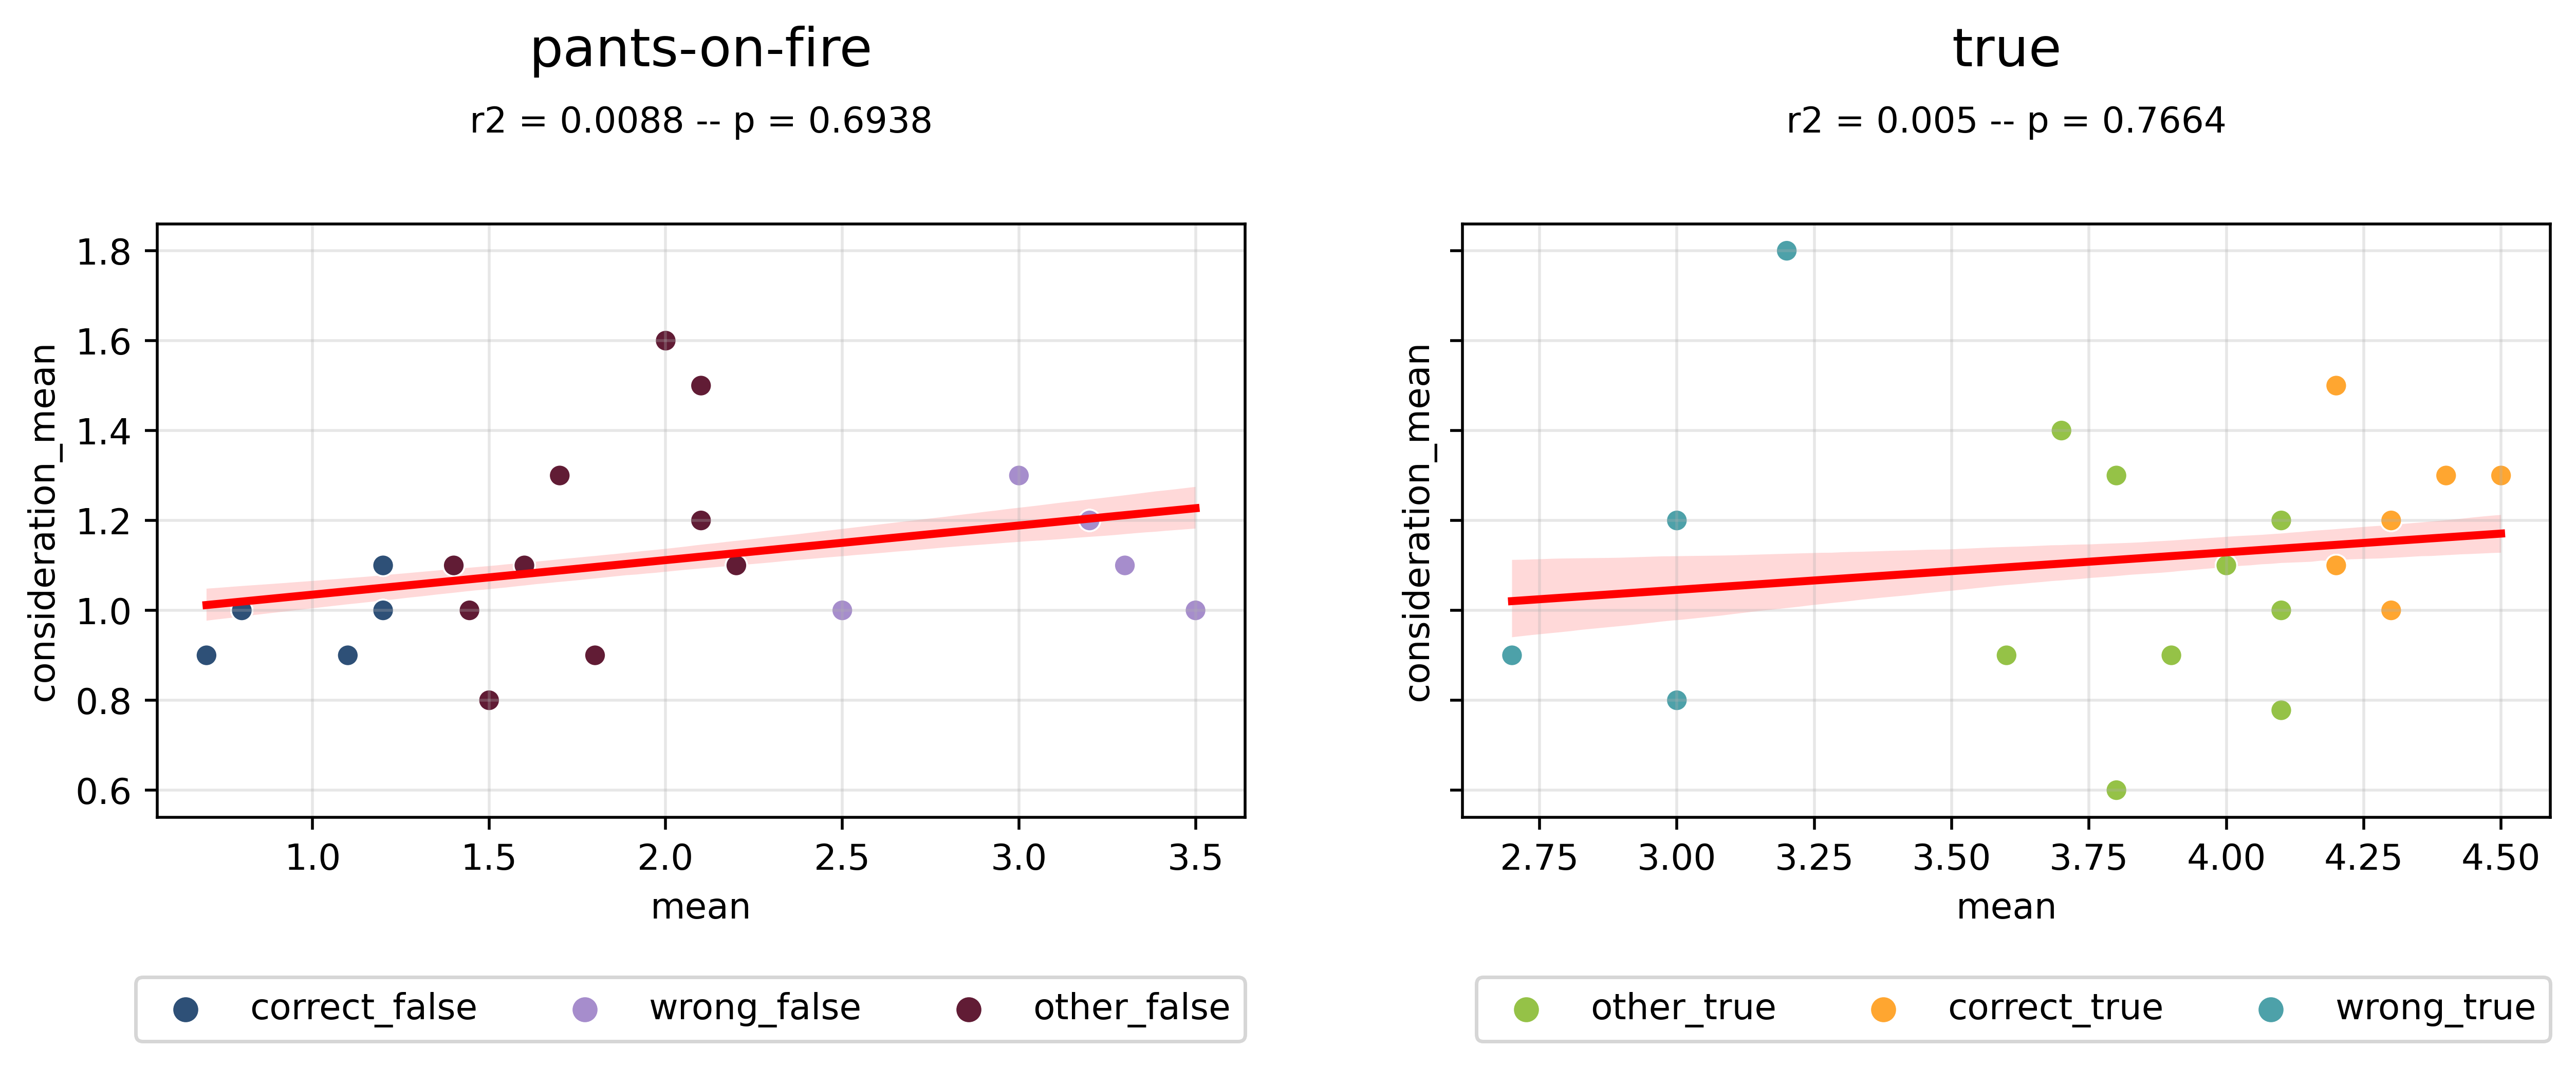 pants-on-fire
r2 = 0.0088 -- p = 0.6938
consideration_mean
1.8
1.6
1.4
1.2
1.0
0.8
0.6
1.0 1.5 2.0 2.5 3.0 3.5
mean
correct_false wrong_false other_false
true
r2 = 0.005 -- p = 0.7664
consideration_mean
2.75 3.00 3.25 3.50 3.75 4.00 4.25 4.50
mean
other_true correct_true wrong_true